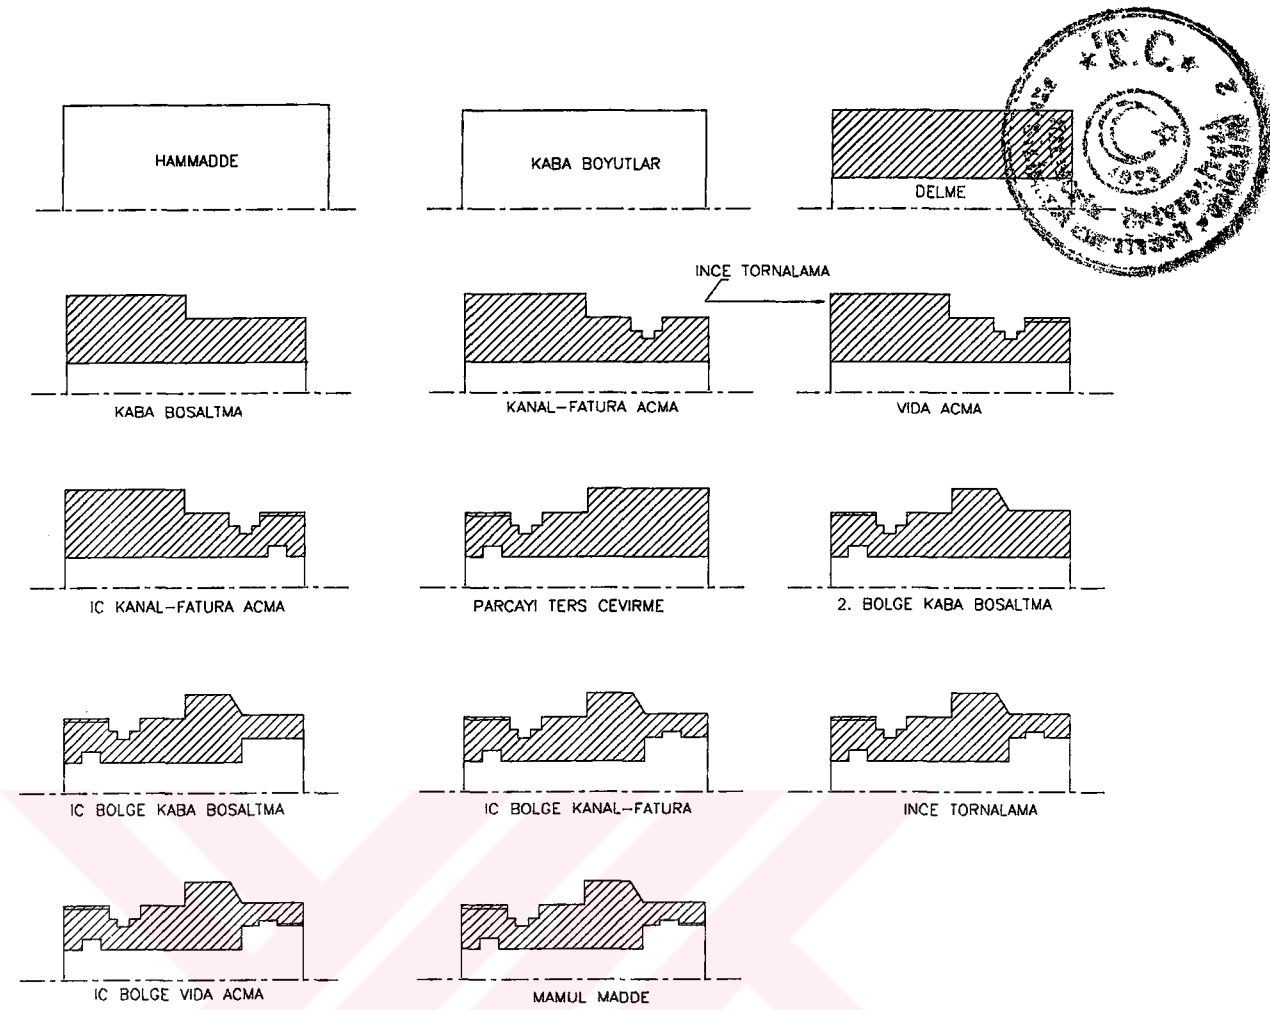 T.C.
HAMMADDE
KABA BOYUTLAR
DELME
1992
INCE TORNALAMA
KABA BOSALTMA
KANAL-FATURA ACMA
VIDA ACMA
IC KANAL-FATURA ACMA
PARCAYI TERS CEVIRME
2. BOLGE KABA BOSALTMA
IC BOLGE KABA BOSALTMA
IC BOLGE KANAL-FATURA
INCE TORNALAMA
IC BOLGE VIDA ACMA
MAMUL MADDE